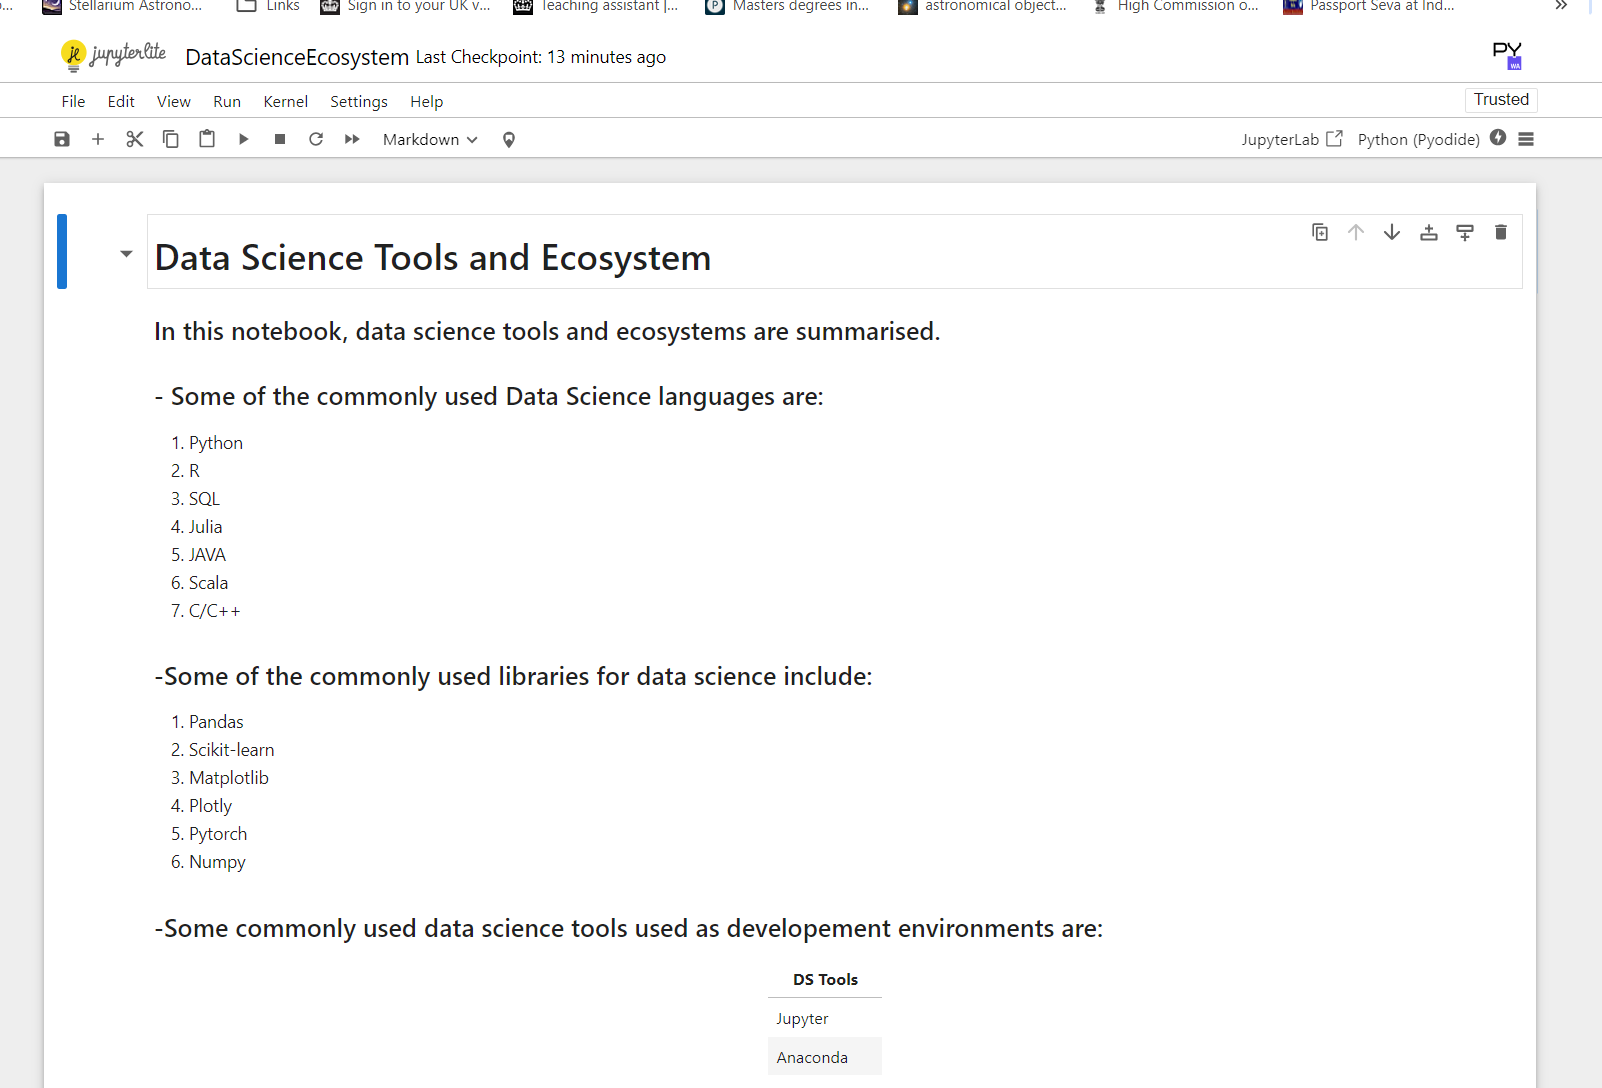 Stellarium Astrono... Links Sign in to your UK v... Teaching assistant |... Masters degrees in... astronomical object... High Commission o... Passport Seva at Ind... »
jupyterlite DataScienceEcosystem Last Checkpoint: 13 minutes ago PY WA
File Edit View Run Kernel Settings Help Trusted
Markdown JupyterLab Python (Pyodide)
Data Science Tools and Ecosystem
In this notebook, data science tools and ecosystems are summarised.
- Some of the commonly used Data Science languages are:
1. Python
2. R
3. SQL
4. Julia
5. JAVA
6. Scala
7. C/C++
-Some of the commonly used libraries for data science include:
1. Pandas
2. Scikit-learn
3. Matplotlib
4. Plotly
5. Pytorch
6. Numpy
-Some commonly used data science tools used as developement environments are:
DS Tools
Jupyter
Anaconda